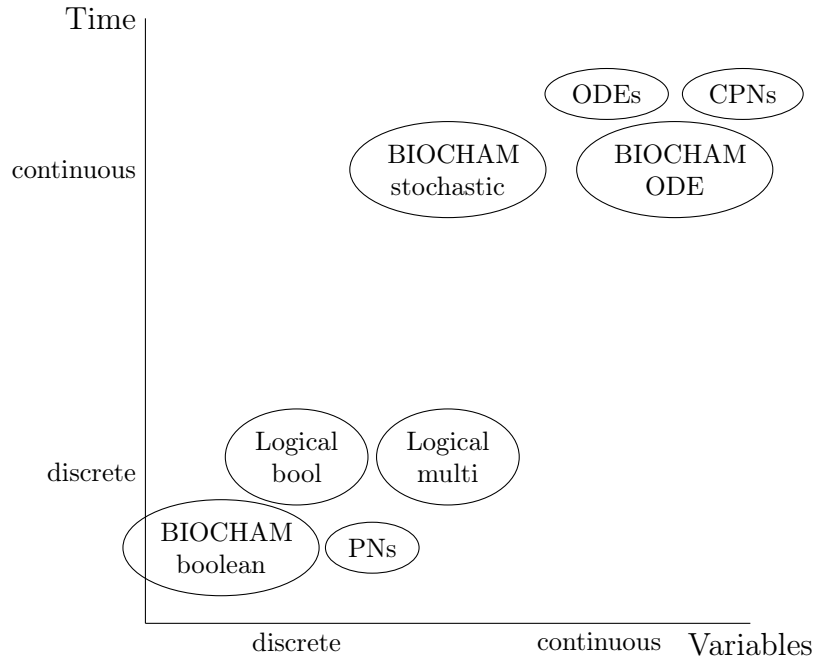 Time
ODEs
CPNs
BIOCHAM
stochastic
BIOCHAM
ODE
continuous
Logical
bool
Logical
multi
discrete
BIOCHAM
boolean
PNs
discrete
continuous
Variables